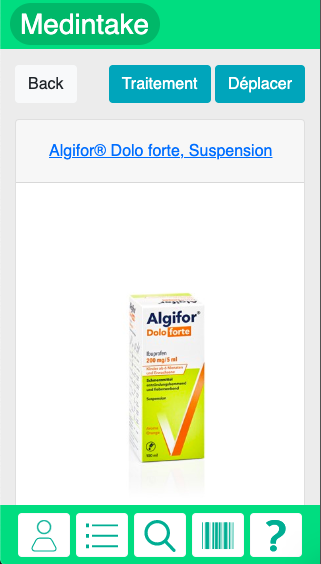 Medintake
Back
Traitement
Déplacer
Algifor® Dolo forte, Suspension
Algifor®
Dolo forte
Ibuprofen
200 mg/5 ml
Kinder ab 6 Monaten
und Erwachsene
Schmerzmittel
entzündungshemmend
und fiebersenkend
Suspension
100 ml
?